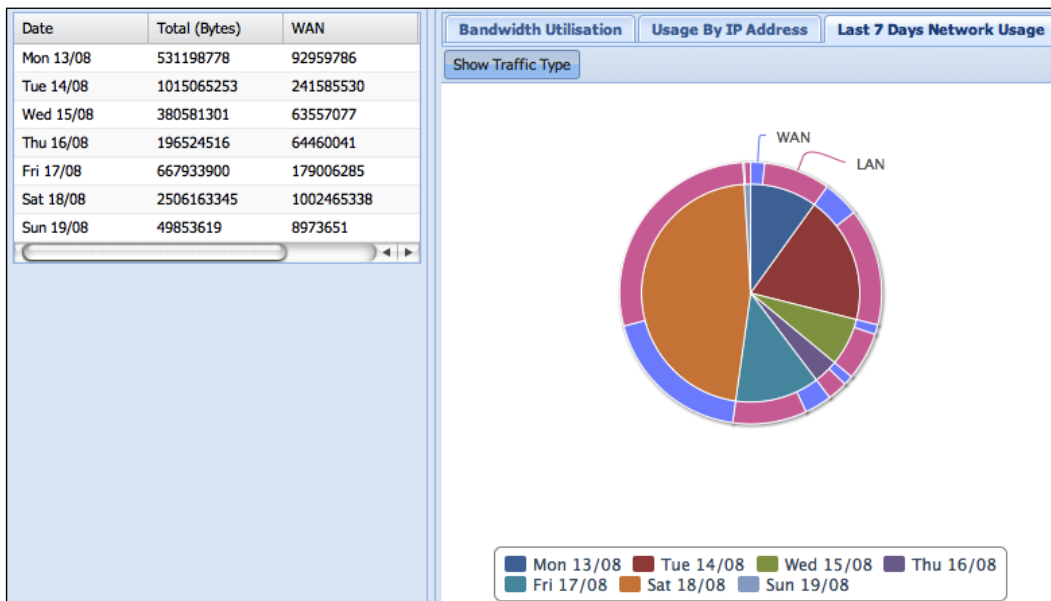 Date Total (Bytes) WAN
Mon 13/08 531198778 92959786
Tue 14/08 1015065253 241585530
Wed 15/08 380581301 63557077
Thu 16/08 196524516 64460041
Fri 17/08 667933900 179006285
Sat 18/08 2506163345 1002465338
Sun 19/08 49853619 8973651
Bandwidth Utilisation Usage By IP Address Last 7 Days Network Usage
Show Traffic Type
WAN
LAN
Mon 13/08 Tue 14/08 Wed 15/08 Thu 16/08
Fri 17/08 Sat 18/08 Sun 19/08